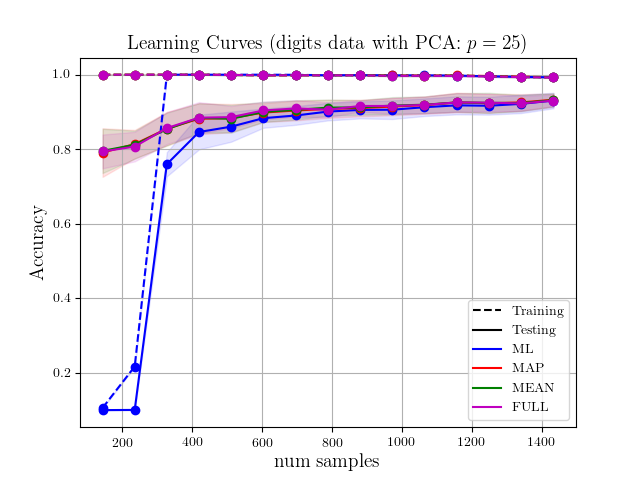 Learning Curves (digits data with PCA: p = 25)
1.0
0.8
0.6
0.4
0.2
Accuracy
200 400 600 800 1000 1200 1400
num samples
Training
Testing
ML
MAP
MEAN
FULL